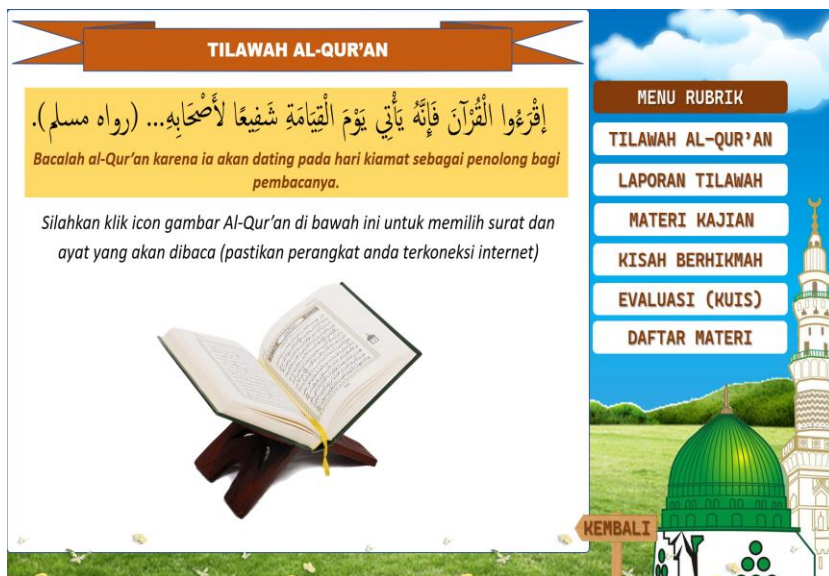 TILAWAH AL-QUR'AN
إقْرَءُوا الْقُرْآنَ فَإِنَّهُ يَأْتِي يَوْمَ الْقِيَامَةِ شَفِيعًا لأَصْحَابِهِ... (رواه مسلم).
Bacalah al-Qur'an karena ia akan dating pada hari kiamat sebagai penolong bagi
pembacanya.
Silahkan klik icon gambar Al-Qur'an di bawah ini untuk memilih surat dan
ayat yang akan dibaca (pastikan perangkat anda terkoneksi internet)
MENU RUBRIK
TILAWAH AL-QUR'AN
LAPORAN TILAWAH
MATERI KAJIAN
KISAH BERHIKMAH
EVALUASI (KUIS)
DAFTAR MATERI
KEMBALI